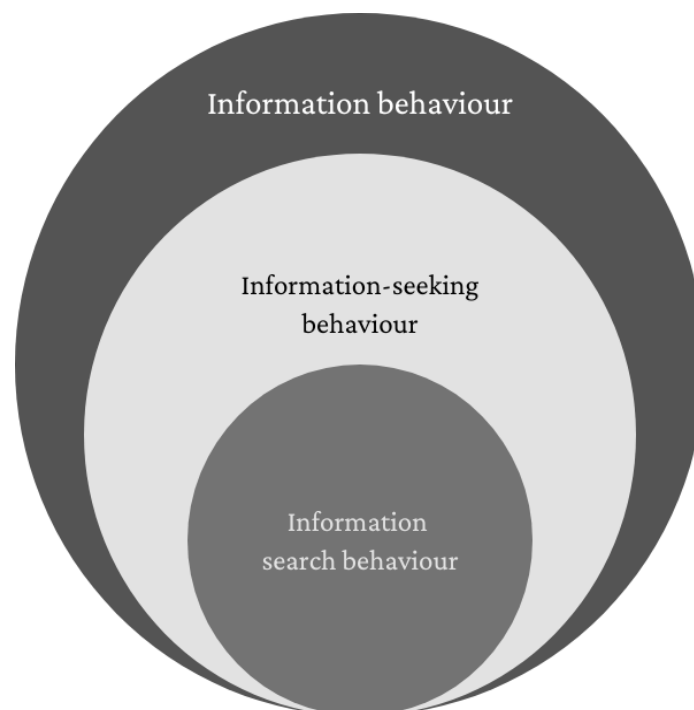 Information behaviour
Information-seeking
behaviour
Information
search behaviour